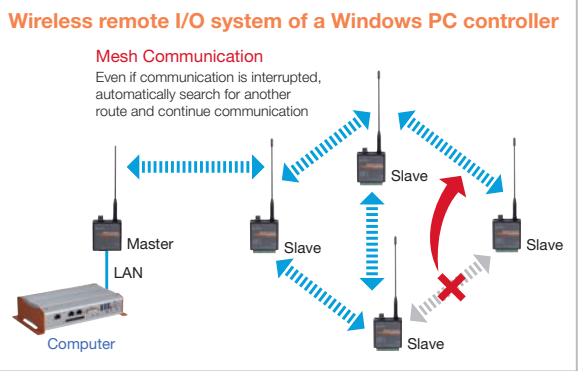 Wireless remote I/O system of a Windows PC controller
Mesh Communication
Even if communication is interrupted,
automatically search for another
route and continue communication
Slave
Master
Slave
Slave
LAN
Computer
Slave